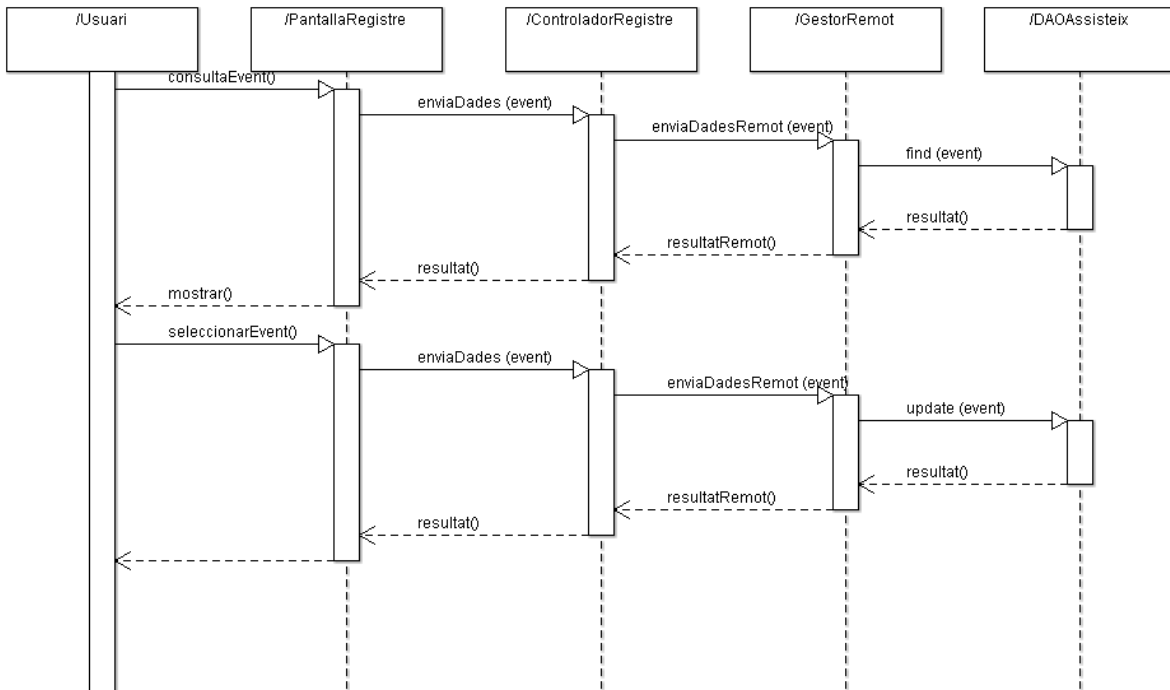 /Usuari
/PantallaRegistre
/ControladorRegistre
/GestorRemot
/DAOAssisteix
consultaEvent()
enviaDades (event)
enviaDadesRemot (event)
find (event)
resultat()
resultatRemot()
resultat()
mostrar()
seleccionarEvent()
enviaDades (event)
enviaDadesRemot (event)
update (event)
resultat()
resultatRemot()
resultat()